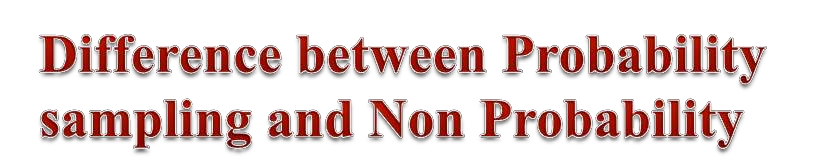 Difference between Probability
sampling and Non Probability